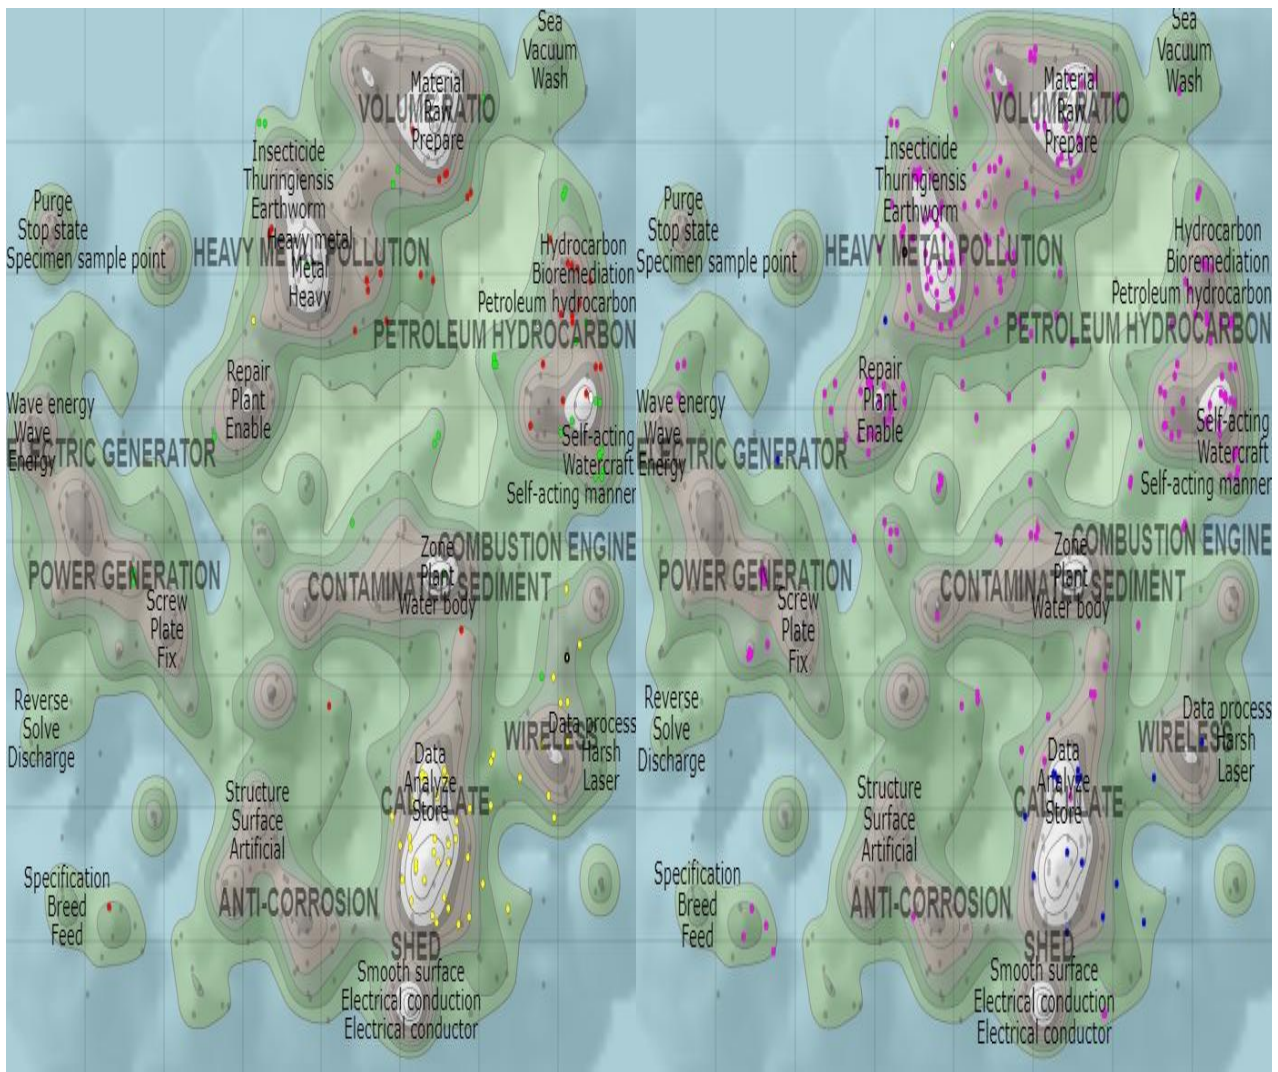 Sea
Vacuum
Wash
Material
VOLUME RATIO
Raw
Prepare
Insecticide
Thuringiensis
Earthworm
Purge
Stop state
Specimen sample point
HEAVY METAL POLLUTION
Heavy metal
Metal
Heavy
Hydrocarbon
Bioremediation
Petroleum hydrocarbon
PETROLEUM HYDROCARBON
Repair
Plant
Enable
Wave energy
Wave
Energy
ELECTRIC GENERATOR
Self-acting
Watercraft
Self-acting manner
COMBUSTION ENGINE
Zone
Plant
Water body
CONTAMINATED SEDIMENT
POWER GENERATION
Screw
Plate
Fix
Reverse
Solve
Discharge
Data process
WIRELESS
Harsh
Laser
Data
Analyze
Store
CALCULATE
Structure
Surface
Artificial
Specification
Breed
Feed
ANTI-CORROSION
SHED
Smooth surface
Electrical conduction
Electrical conductor
Sea
Vacuum
Wash
Material
VOLUME RATIO
Raw
Prepare
Insecticide
Thuringiensis
Earthworm
Purge
Stop state
Specimen sample point
HEAVY METAL POLLUTION
Hydrocarbon
Bioremediation
Petroleum hydrocarbon
PETROLEUM HYDROCARBON
Repair
Plant
Enable
Wave energy
Wave
Energy
ELECTRIC GENERATOR
Self-acting
Watercraft
Self-acting manner
COMBUSTION ENGINE
Zone
Plant
Water body
CONTAMINATED SEDIMENT
POWER GENERATION
Screw
Plate
Fix
Reverse
Solve
Discharge
Data process
WIRELESS
Harsh
Laser
Data
Analyze
Store
CALCULATE
Structure
Surface
Artificial
Specification
Breed
Feed
ANTI-CORROSION
SHED
Smooth surface
Electrical conduction
Electrical conductor